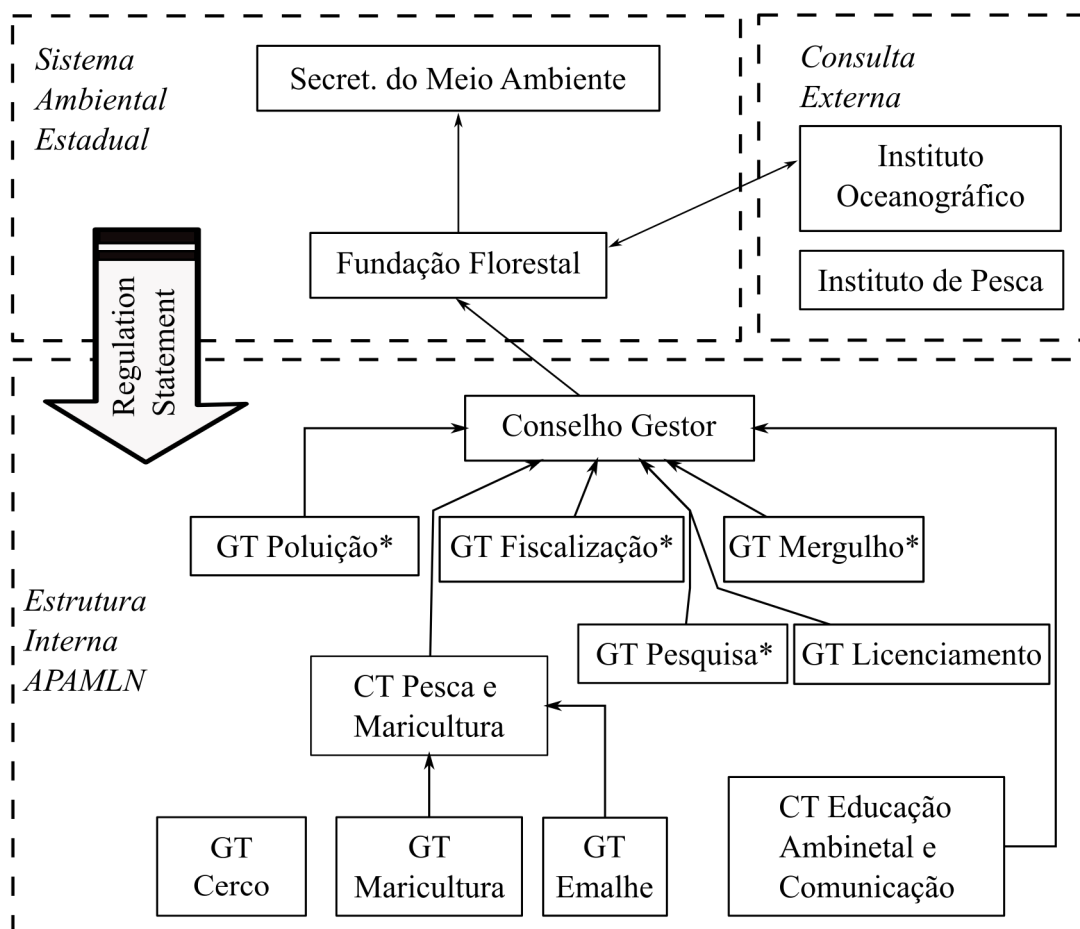 Sistema
Ambiental
Estadual
Secret. do Meio Ambiente
Consulta
Externa
Instituto
Oceanográfico
Fundação Florestal
Instituto de Pesca
Regulation
Statement
Conselho Gestor
GT Poluição*
GT Fiscalização*
GT Mergulho*
Estrutura
Interna
APAMLN
GT Pesquisa*
GT Licenciamento
CT Pesca e
Maricultura
GT
Cerco
GT
Maricultura
GT
Emalhe
CT Educação
Ambinetal e
Comunicação